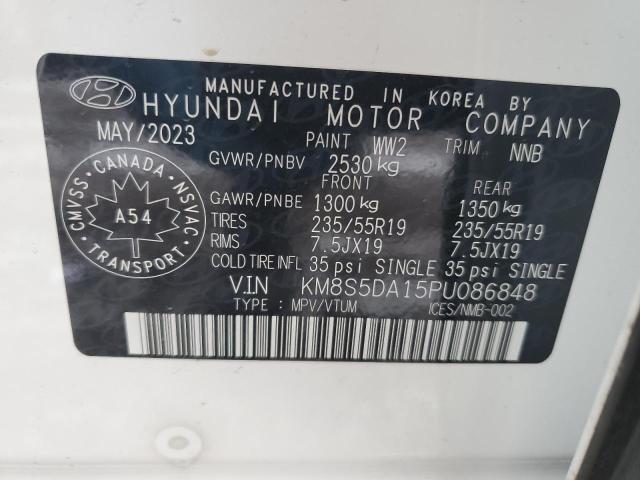 MANUFACTURED IN KOREA BY
HYUNDAI MOTOR COMPANY
MAY/2023 PAINT WW2 TRIM NNB
GVWR/PNBV 2530 kg
FRONT REAR
GAWR/PNBE 1300 kg 1350 kg
TIRES 235/55R19 235/55R19
RIMS 7.5JX19 7.5JX19
COLD TIRE INFL 35 psi SINGLE 35 psi SINGLE
VIN KM8S5DA15PU086848
TYPE : MPV/VTUM ICES/NMB-002
CMVSS • CANADA • NSVAC
A54
TRANSPORT